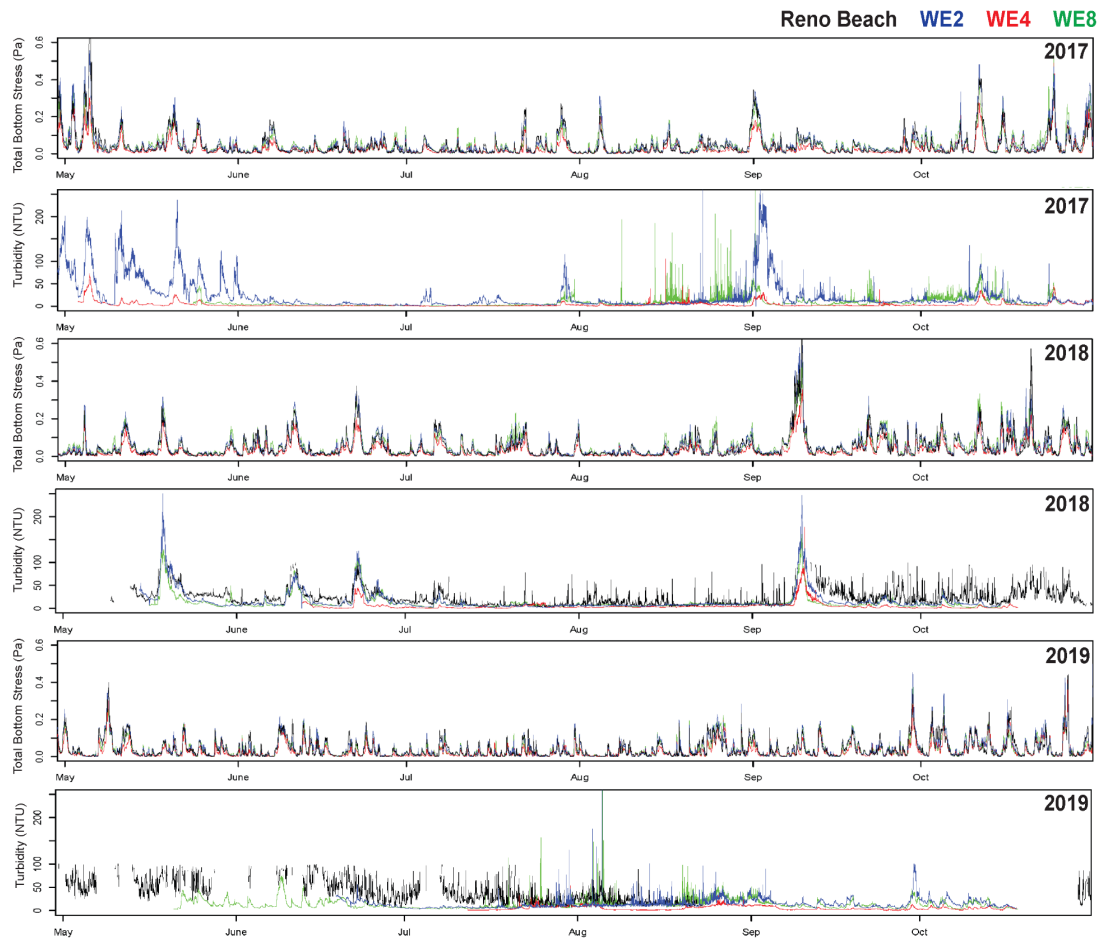 Reno Beach WE2 WE4 WE8
2017
Total Bottom Stress (Pa)
0.6
0.4
0.2
0.0
May June Jul Aug Sep Oct
2017
Turbidity (NTU)
200
100
50
0
May June Jul Aug Sep Oct
2018
Total Bottom Stress (Pa)
0.6
0.4
0.2
0.0
May June Jul Aug Sep Oct
2018
Turbidity (NTU)
200
100
50
0
May June Jul Aug Sep Oct
2019
Total Bottom Stress (Pa)
0.6
0.4
0.2
0.0
May June Jul Aug Sep Oct
2019
Turbidity (NTU)
200
100
50
0
May June Jul Aug Sep Oct